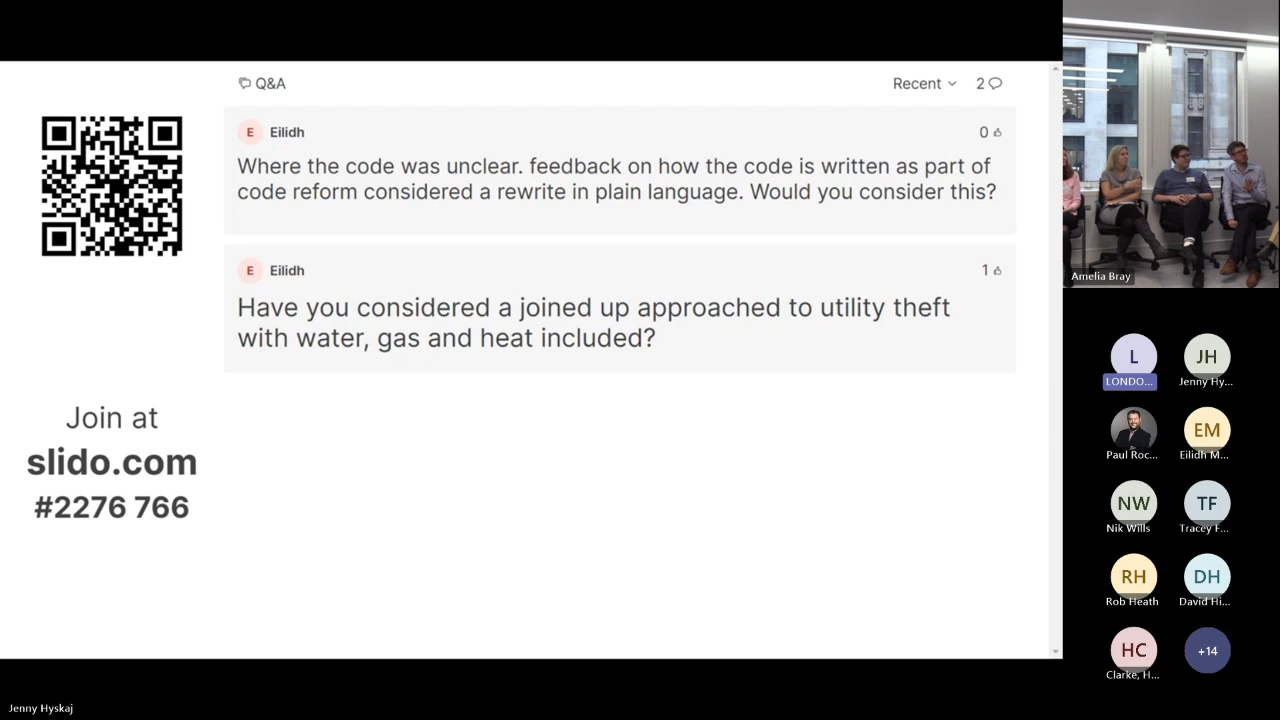 Q&A
Recent
2
E
Eilidh
0
Where the code was unclear. feedback on how the code is written as part of
code reform considered a rewrite in plain language. Would you consider this?
E
Eilidh
1
Have you considered a joined up approached to utility theft
with water, gas and heat included?
Join at
slido.com
#2276 766
Amelia Bray
L
LONDO...
JH
Jenny Hy...
Paul Roc...
EM
Eilidh M...
NW
Nik Wills
TF
Tracey F...
RH
Rob Heath
DH
David Hi...
HC
Clarke, H...
+14
Jenny Hyskaj